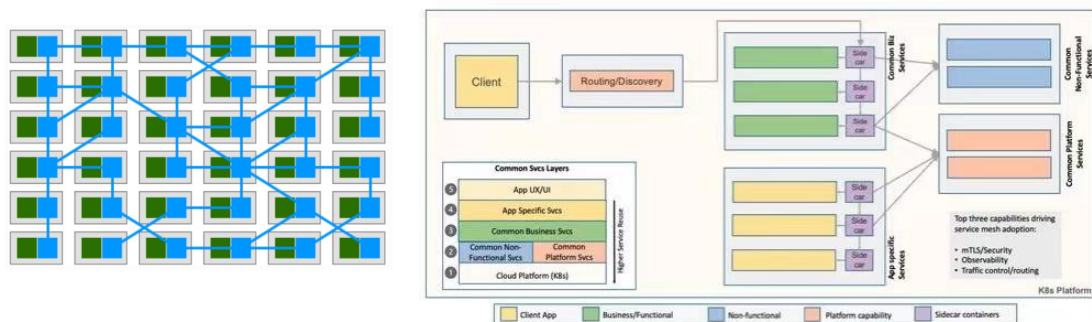 Client
Routing/Discovery
Side
car
Side
car
Side
car
Common Biz
Services
Common
Non-Functional
Services
Common Platform
Services
Side
car
Side
car
Side
car
App specific
Services
Common Svcs Layers
5
App UX/UI
4
App Specific Svcs
3
Common Business Svcs
2
Common Non-
Functional Svcs
Common
Platform Svcs
1
Cloud Platform (K8s)
Higher Service Reuse
Top three capabilities driving
service mesh adoption:
• mTLS/Security
• Observability
• Traffic control/routing
K8s Platform
Client App
Business/Functional
Non-functional
Platform capability
Sidecar containers